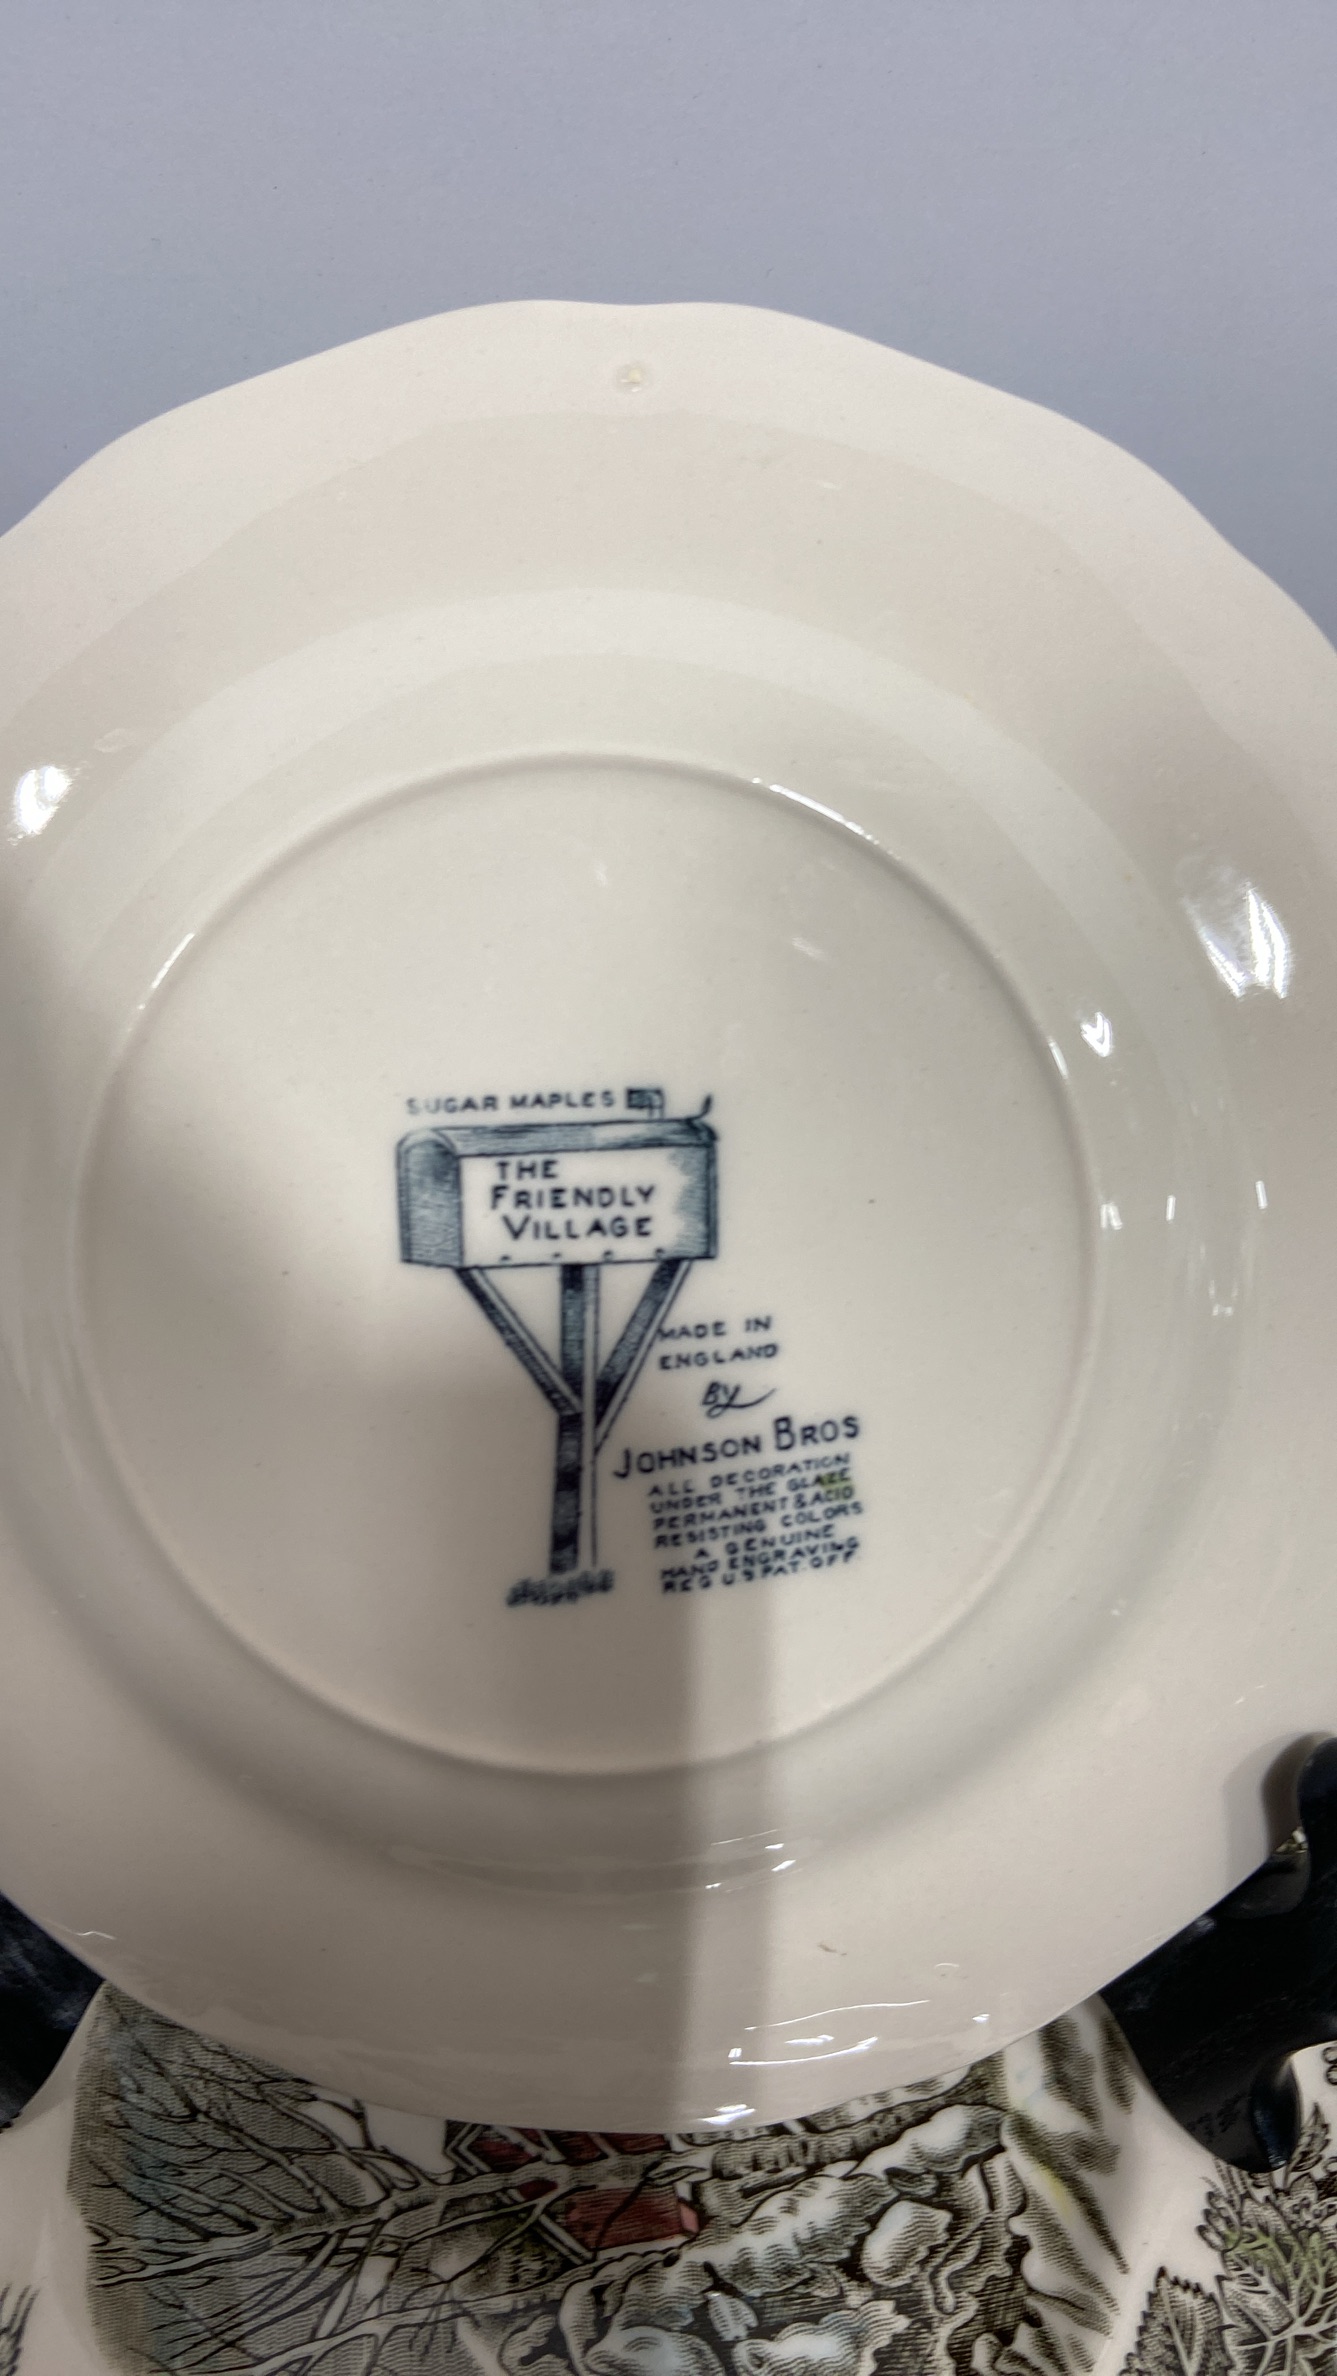 SUGAR MAPLES
THE
FRIENDLY
VILLAGE
MADE IN
ENGLAND
By
JOHNSON BROS
ALL DECORATION
UNDER THE GLAZE
PERMANENT & ACID
RESISTING COLORS
A GENUINE
HAND ENGRAVING
REG U S PAT. OFF.